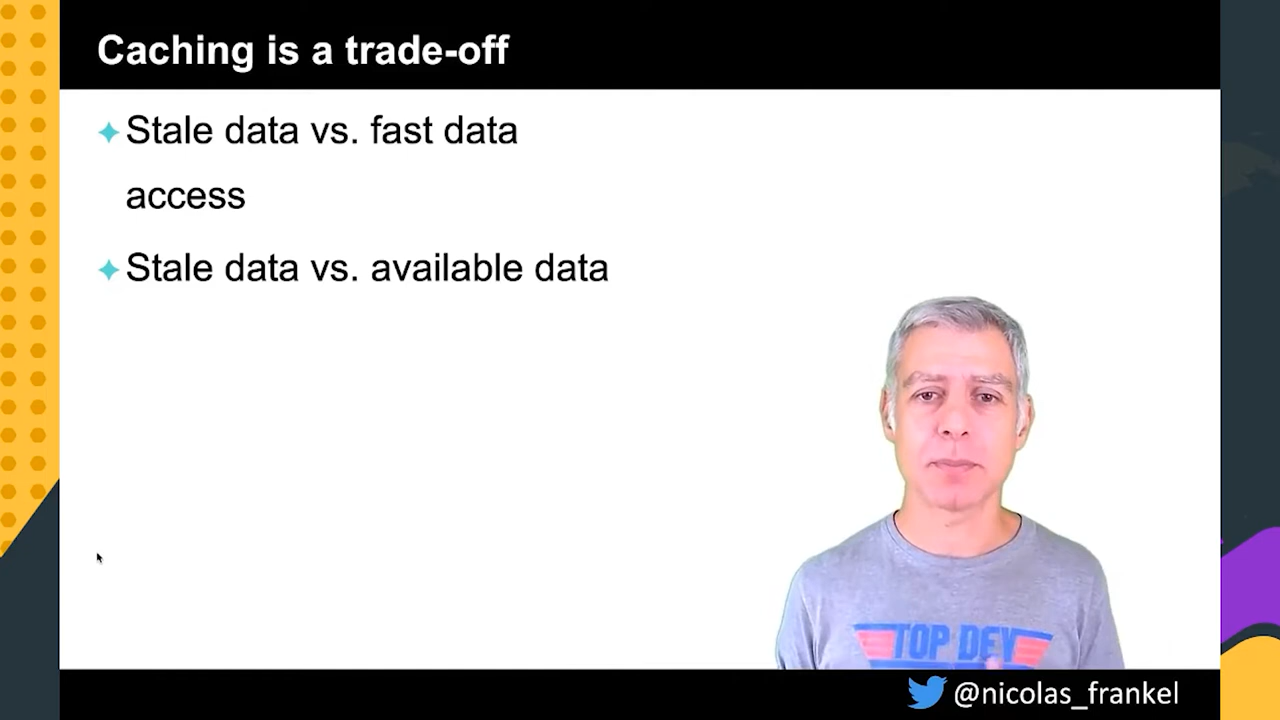 Caching is a trade-off
Stale data vs. fast data
access
Stale data vs. available data
TOP DEV
@nicolas_frankel